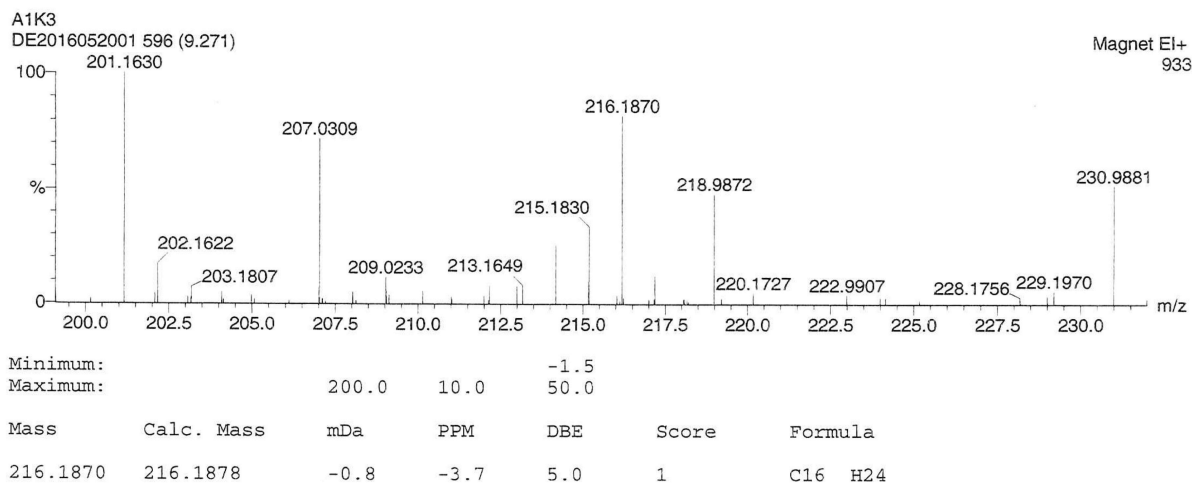 A1K3
DE2016052001 596 (9.271)
Magnet EI+
933
201.1630
100
216.1870
207.0309
230.9881
218.9872
%
215.1830
202.1622
203.1807
209.0233
213.1649
220.1727
222.9907
228.1756
229.1970
0
m/z
200.0 202.5 205.0 207.5 210.0 212.5 215.0 217.5 220.0 222.5 225.0 227.5 230.0
Minimum: -1.5
Maximum: 200.0 10.0 50.0
Mass Calc. Mass mDa PPM DBE Score Formula
216.1870 216.1878 -0.8 -3.7 5.0 1 C16 H24